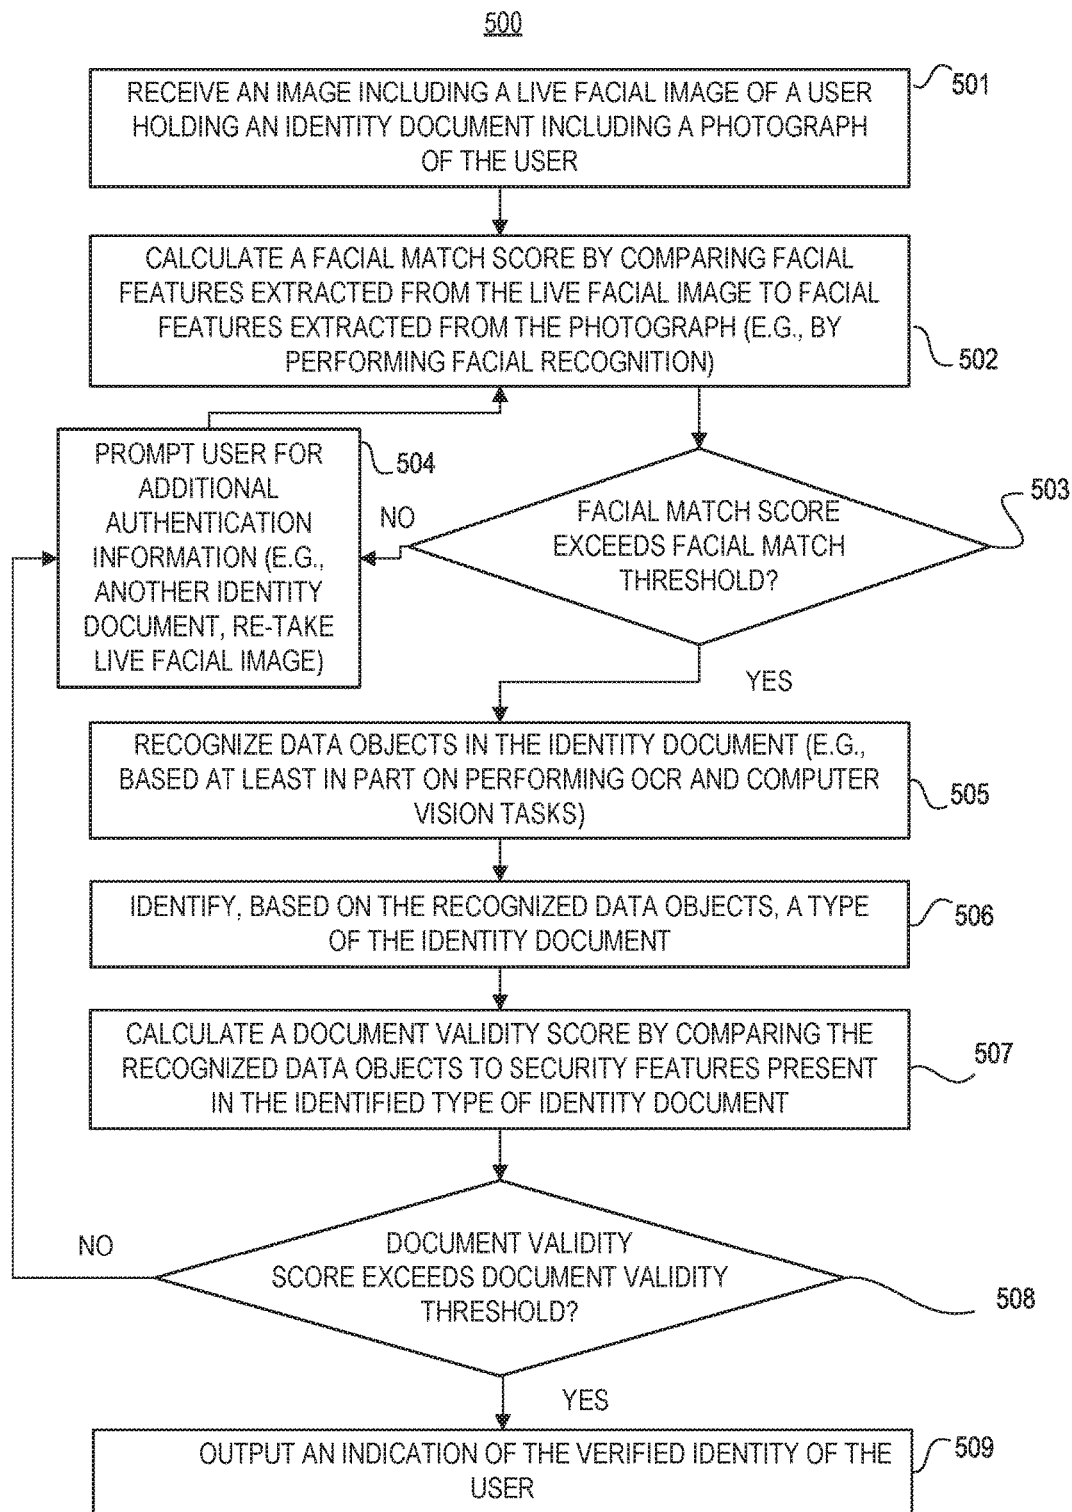 500
RECEIVE AN IMAGE INCLUDING A LIVE FACIAL IMAGE OF A USER
HOLDING AN IDENTITY DOCUMENT INCLUDING A PHOTOGRAPH
OF THE USER
501
CALCULATE A FACIAL MATCH SCORE BY COMPARING FACIAL
FEATURES EXTRACTED FROM THE LIVE FACIAL IMAGE TO FACIAL
FEATURES EXTRACTED FROM THE PHOTOGRAPH (E.G., BY
PERFORMING FACIAL RECOGNITION)
502
PROMPT USER FOR
ADDITIONAL
AUTHENTICATION
INFORMATION (E.G.,
ANOTHER IDENTITY
DOCUMENT, RE-TAKE
LIVE FACIAL IMAGE)
504
NO
FACIAL MATCH SCORE
EXCEEDS FACIAL MATCH
THRESHOLD?
503
YES
RECOGNIZE DATA OBJECTS IN THE IDENTITY DOCUMENT (E.G.,
BASED AT LEAST IN PART ON PERFORMING OCR AND COMPUTER
VISION TASKS)
505
IDENTIFY, BASED ON THE RECOGNIZED DATA OBJECTS, A TYPE
OF THE IDENTITY DOCUMENT
506
CALCULATE A DOCUMENT VALIDITY SCORE BY COMPARING THE
RECOGNIZED DATA OBJECTS TO SECURITY FEATURES PRESENT
IN THE IDENTIFIED TYPE OF IDENTITY DOCUMENT
507
NO
DOCUMENT VALIDITY
SCORE EXCEEDS DOCUMENT VALIDITY
THRESHOLD?
508
YES
OUTPUT AN INDICATION OF THE VERIFIED IDENTITY OF THE
USER
509